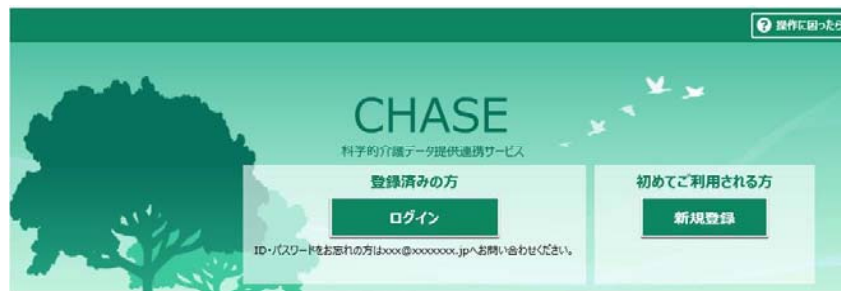 操作に困ったら
CHASE
科学的介護データ提供連携サービス
登録済みの方
初めてご利用される方
ログイン
新規登録
ID・パスワードをお忘れの方はxxx@xxxxxxx.jpへお問い合わせください。